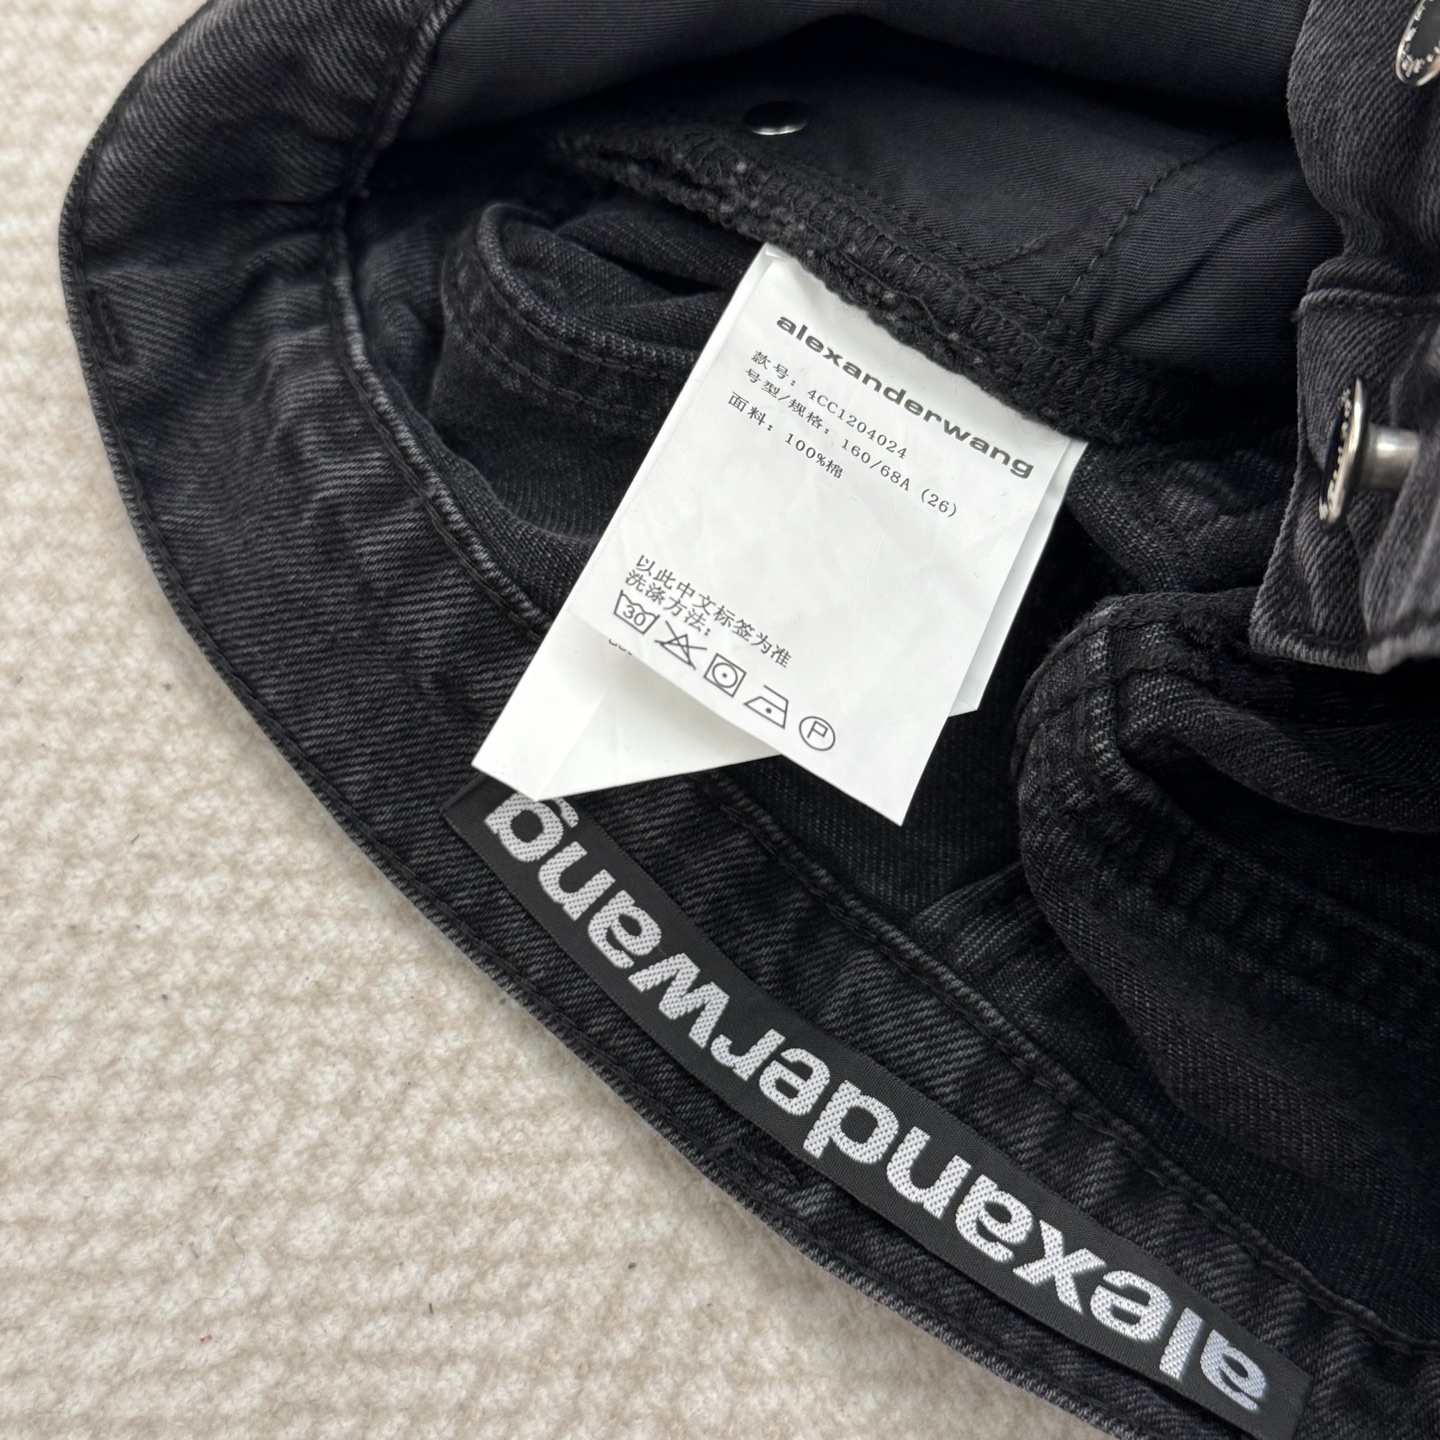 alexanderwang
款号: 4CC1204024
号型/规格: 160/68A (26)
面料: 100%棉
以此中文标签为准
洗涤方法:
30
P
alexanderwang